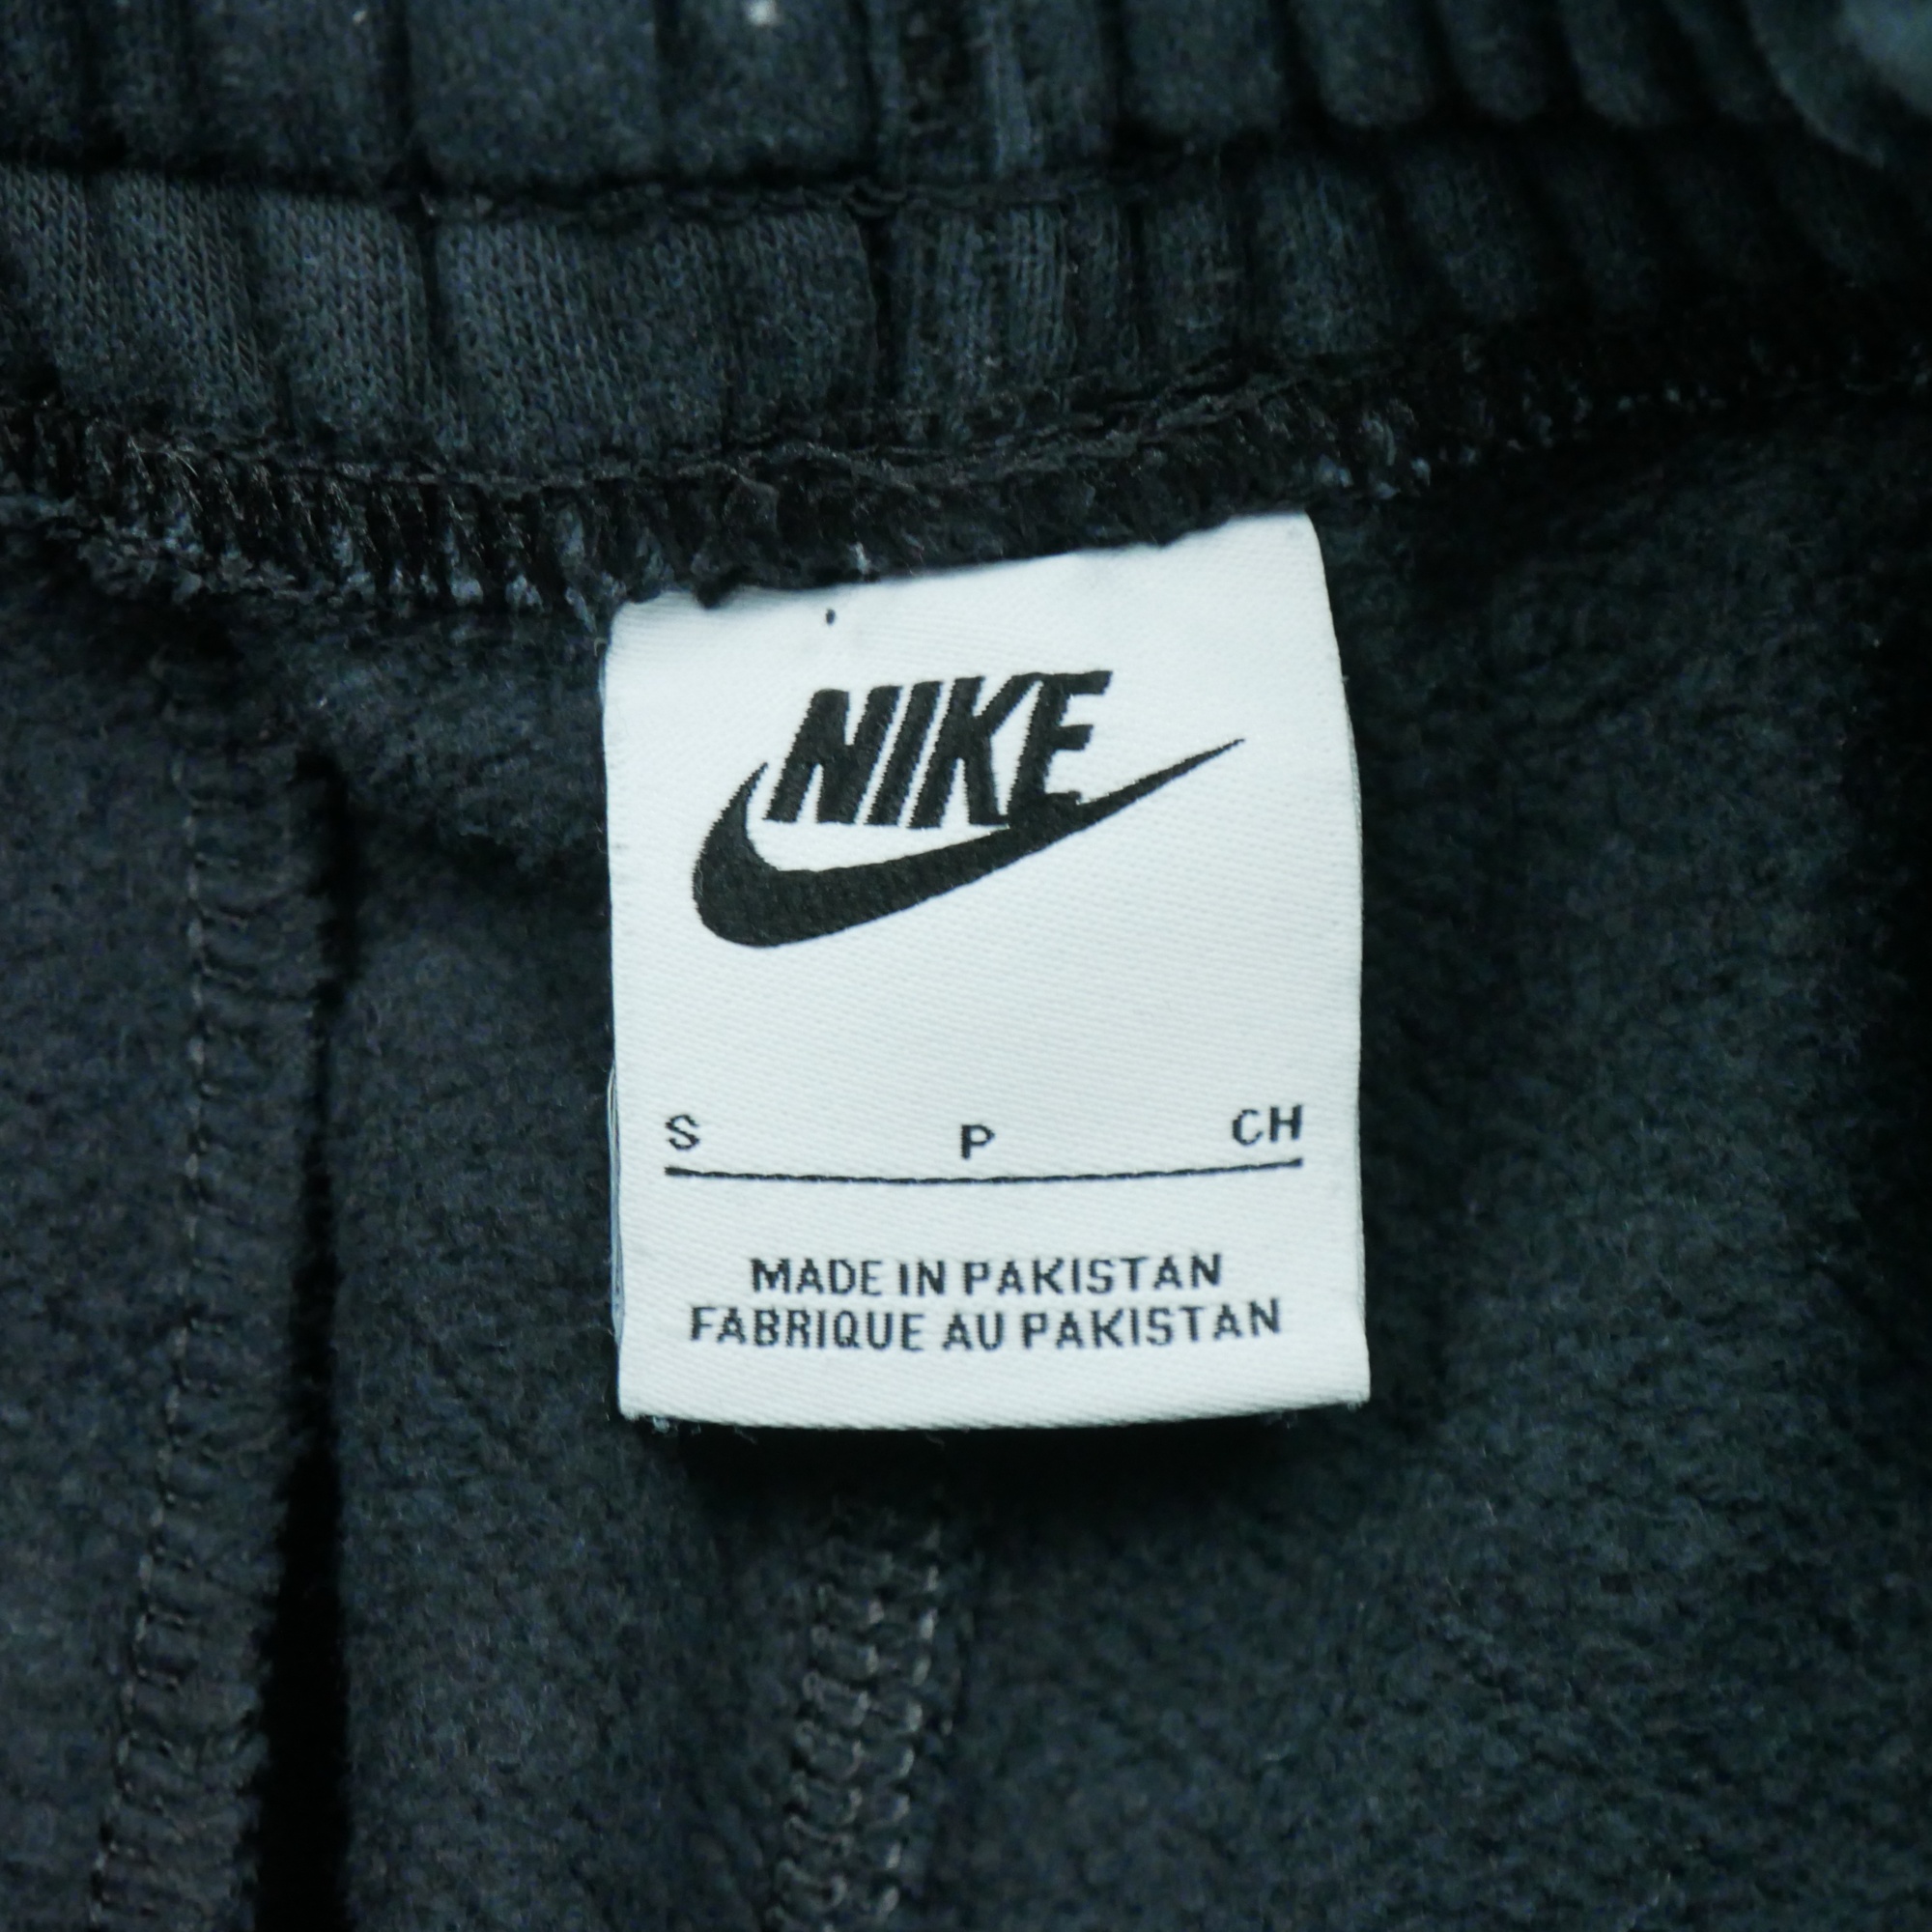 NIKE
S P CH
MADE IN PAKISTAN
FABRIQUE AU PAKISTAN